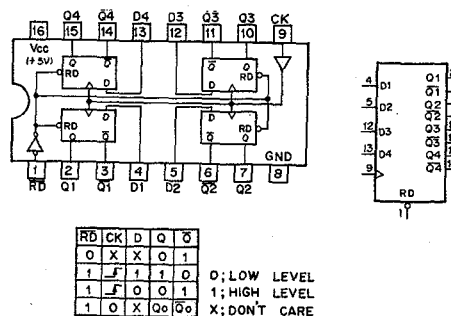 Q4 Q̅4̅ D4 D3 Q̅3̅ Q3 CK
16 15 14 13 12 11 10 9
Vcc
(+5V)
Q Q̅ Q̅ Q
RD D D RD
RD D D RD
Q Q̅ Q̅ Q
GND
1 2 3 4 5 6 7 8
R̅D̅ Q1 Q̅1̅ D1 D2 Q̅2̅ Q2
4 D1 Q1
Q̅1̅
5 D2 Q2
Q̅2̅
12 D3 Q3
Q̅3̅
13 D4 Q4
Q̅4̅
9
RD
1
R̅D̅ CK D Q Q̅
0 X X 0 1
1 1 1 0
1 0 0 1
1 0 X Qo Q̅o
0; LOW LEVEL
1; HIGH LEVEL
X; DON'T CARE